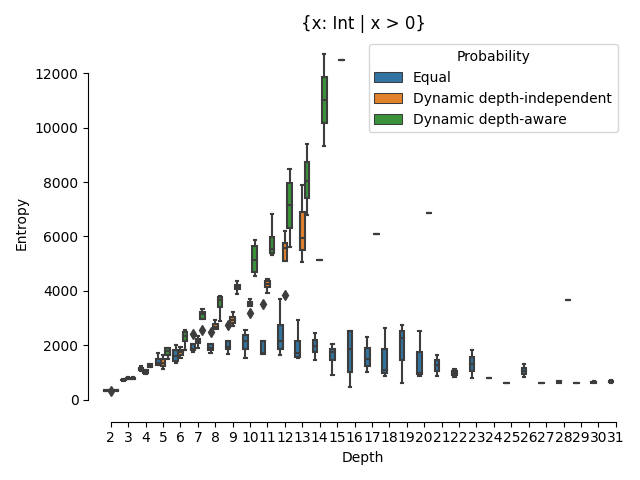 {x: Int | x > 0}
Probability
Equal
Dynamic depth-independent
Dynamic depth-aware
12000
10000
8000
6000
4000
2000
0
Entropy
2 3 4 5 6 7 8 9 10 11 12 13 14 15 16 17 18 19 20 21 22 23 24 25 26 27 28 29 30 31
Depth